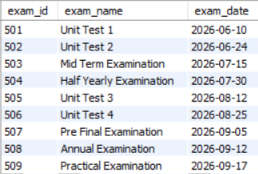 exam_id exam_name exam_date
501 Unit Test 1 2026-06-10
502 Unit Test 2 2026-06-24
503 Mid Term Examination 2026-07-15
504 Half Yearly Examination 2026-07-30
505 Unit Test 3 2026-08-12
506 Unit Test 4 2026-08-25
507 Pre Final Examination 2026-09-05
508 Annual Examination 2026-09-12
509 Practical Examination 2026-09-17